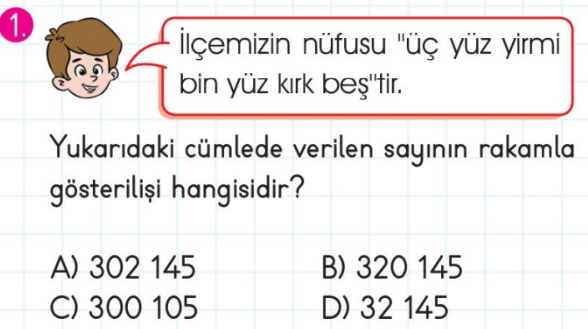 1.
İlçemizin nüfusu "üç yüz yirmi
bin yüz kırk beş"tir.
Yukarıdaki cümlede verilen sayının rakamla
gösterilişi hangisidir?
A) 302 145 B) 320 145
C) 300 105 D) 32 145